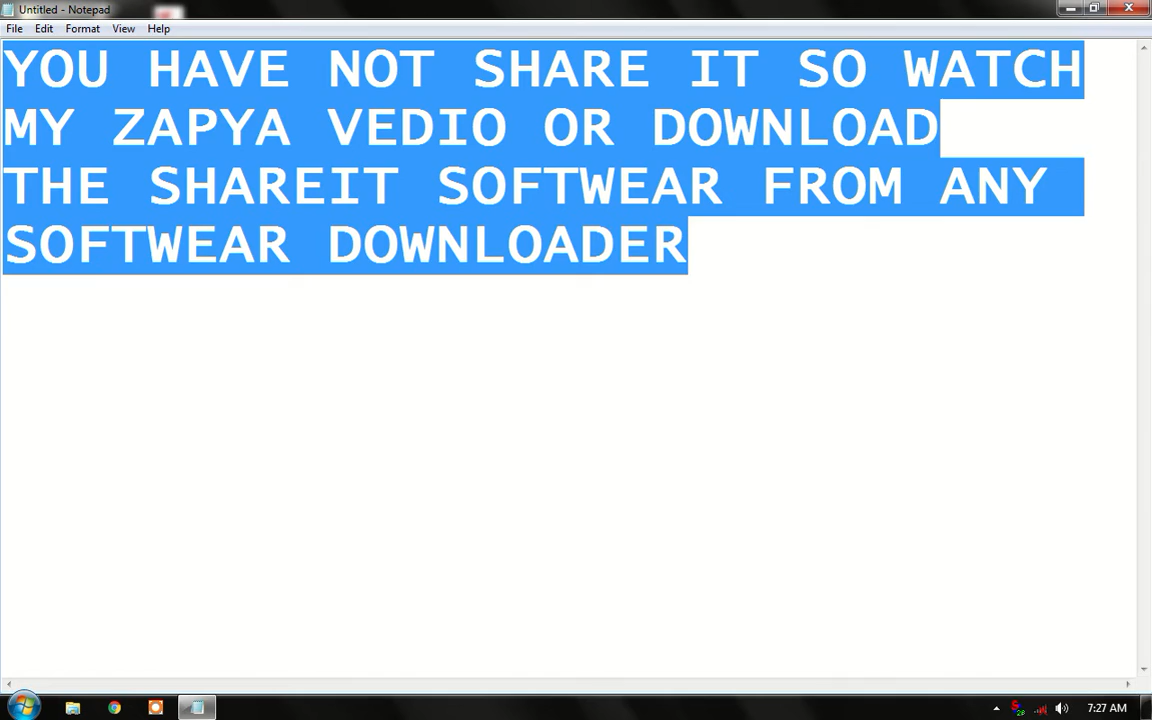 Untitled - Notepad
File Edit Format View Help
YOU HAVE NOT SHARE IT SO WATCH
MY ZAPYA VEDIO OR DOWNLOAD
THE SHAREIT SOFTWEAR FROM ANY
SOFTWEAR DOWNLOADER
7:27 AM